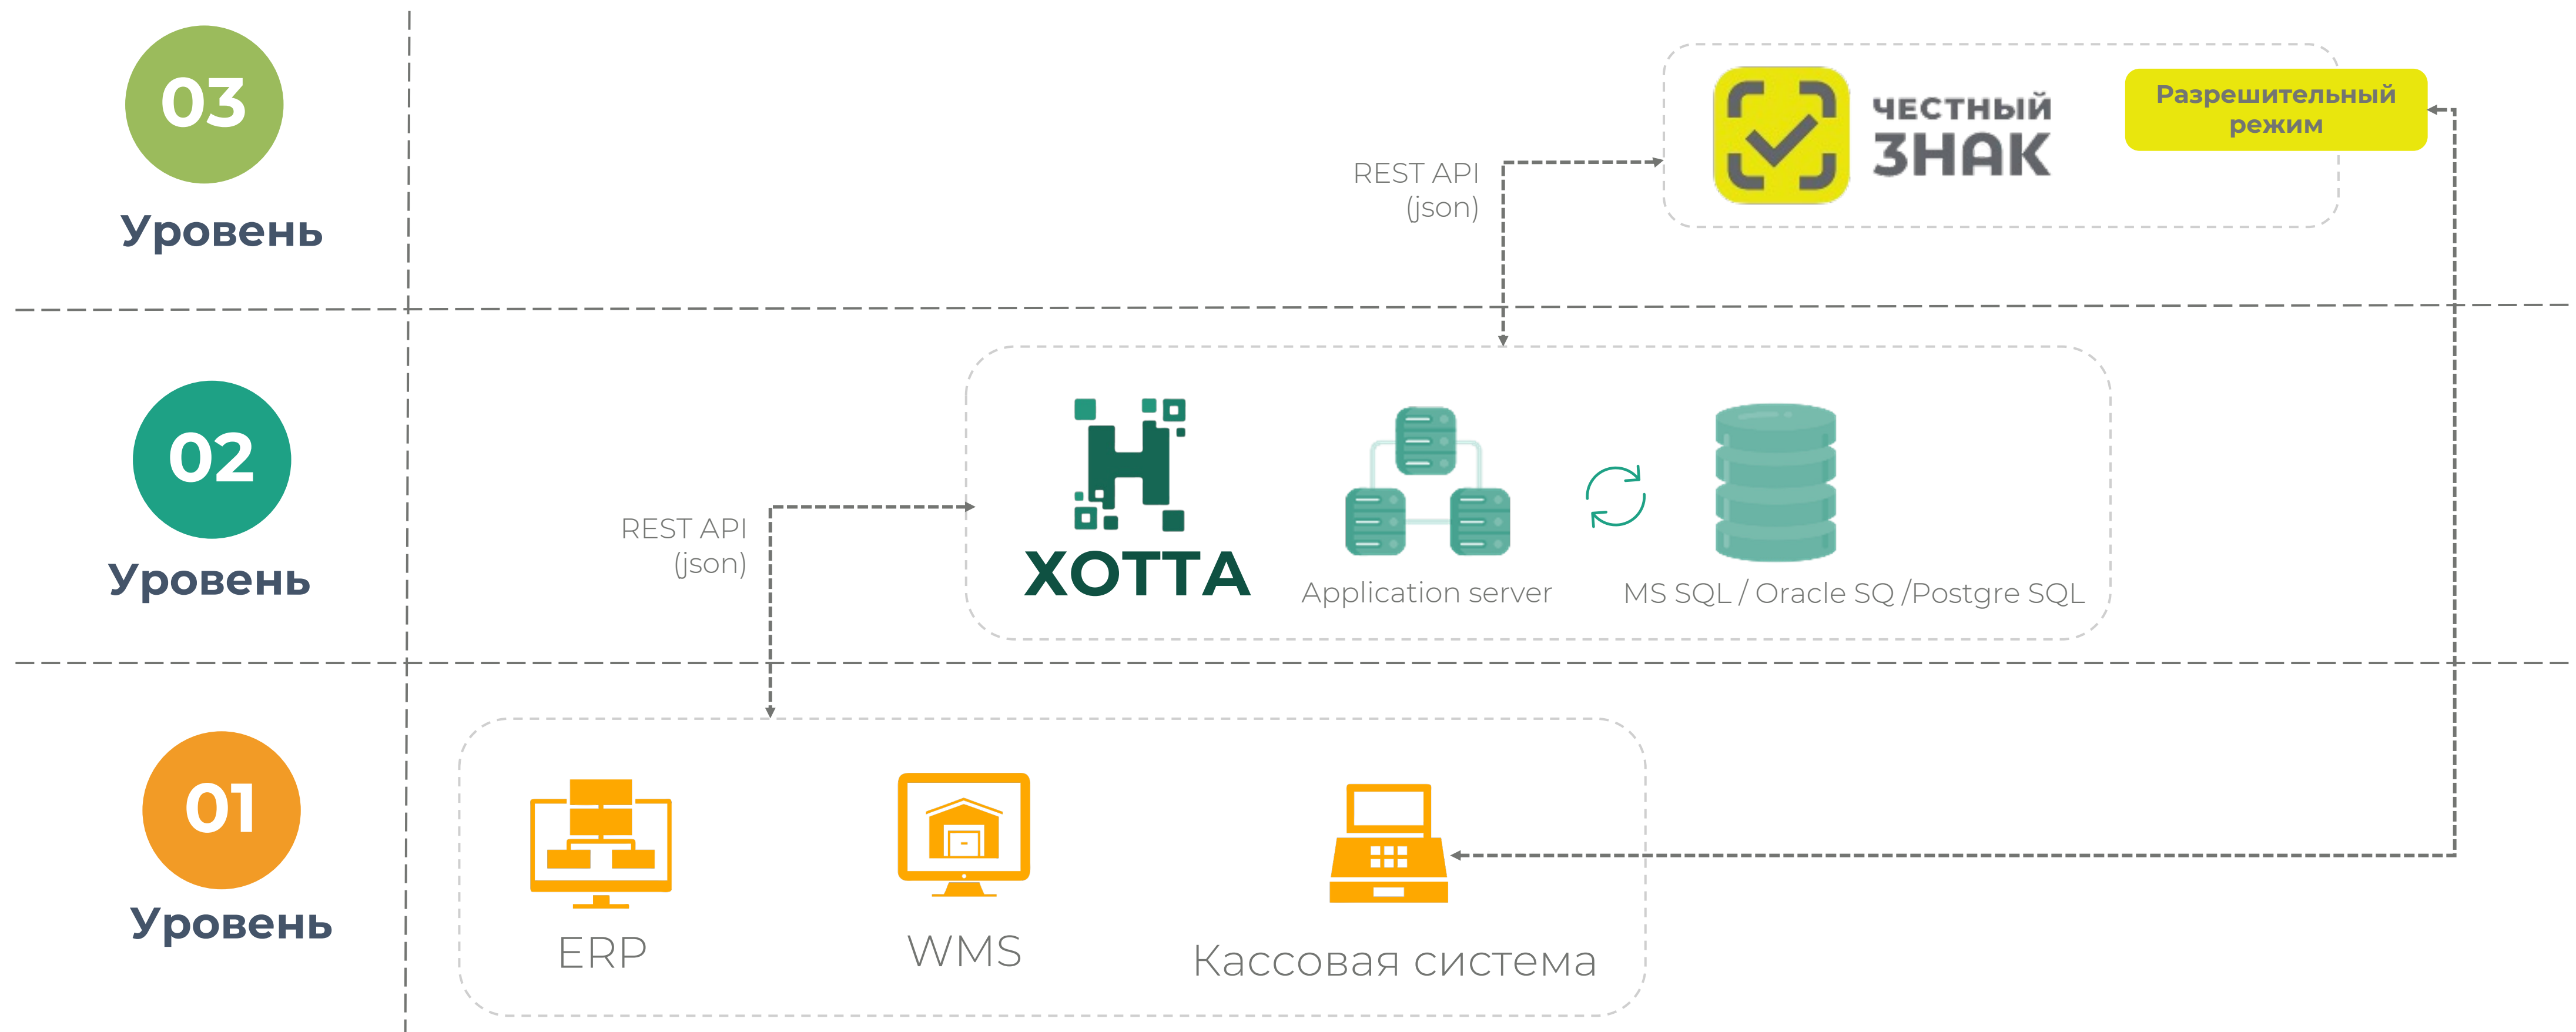 03
Уровень
REST API
(json)
ЧЕСТНЫЙ
ЗНАК
Разрешительный
режим
02
Уровень
REST API
(json)
ХОТТА
Application server
MS SQL / Oracle SQ /Postgre SQL
01
Уровень
ERP
WMS
Кассовая система